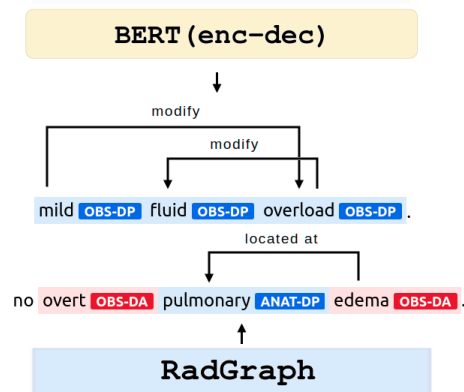 BERT(enc-dec)
modify
modify
mild OBS-DP fluid OBS-DP overload OBS-DP .
located at
no overt OBS-DA pulmonary ANAT-DP edema OBS-DA .
RadGraph